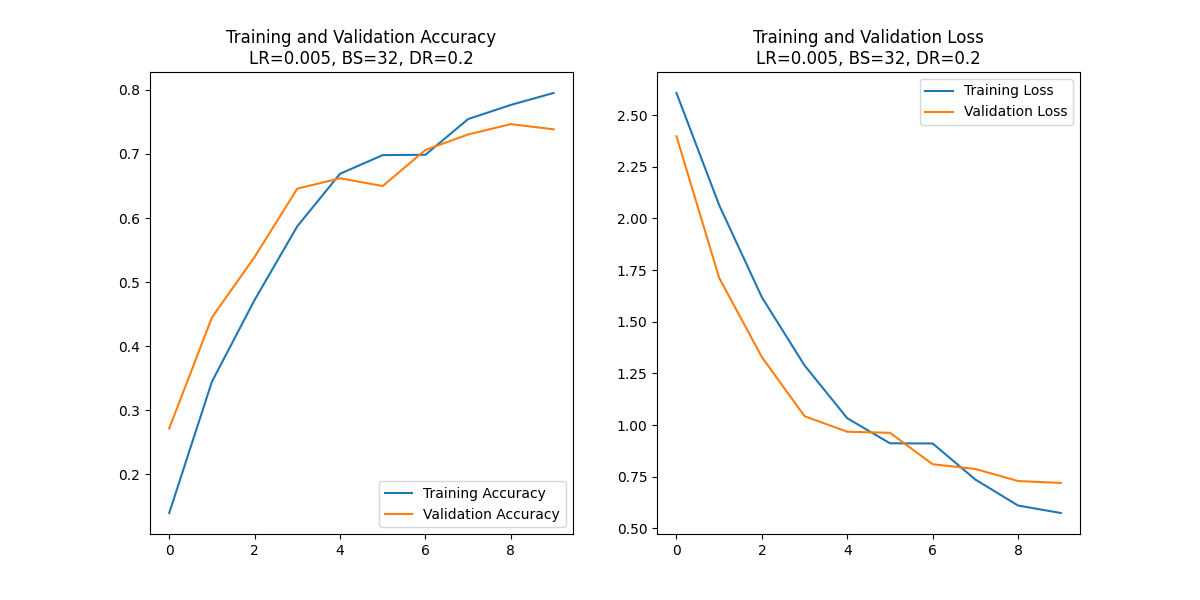 Training and Validation Accuracy
LR=0.005, BS=32, DR=0.2
0.8
0.7
0.6
0.5
0.4
0.3
0.2
Training Accuracy
Validation Accuracy
0 2 4 6 8
Training and Validation Loss
LR=0.005, BS=32, DR=0.2
Training Loss
Validation Loss
2.50
2.25
2.00
1.75
1.50
1.25
1.00
0.75
0.50
0 2 4 6 8